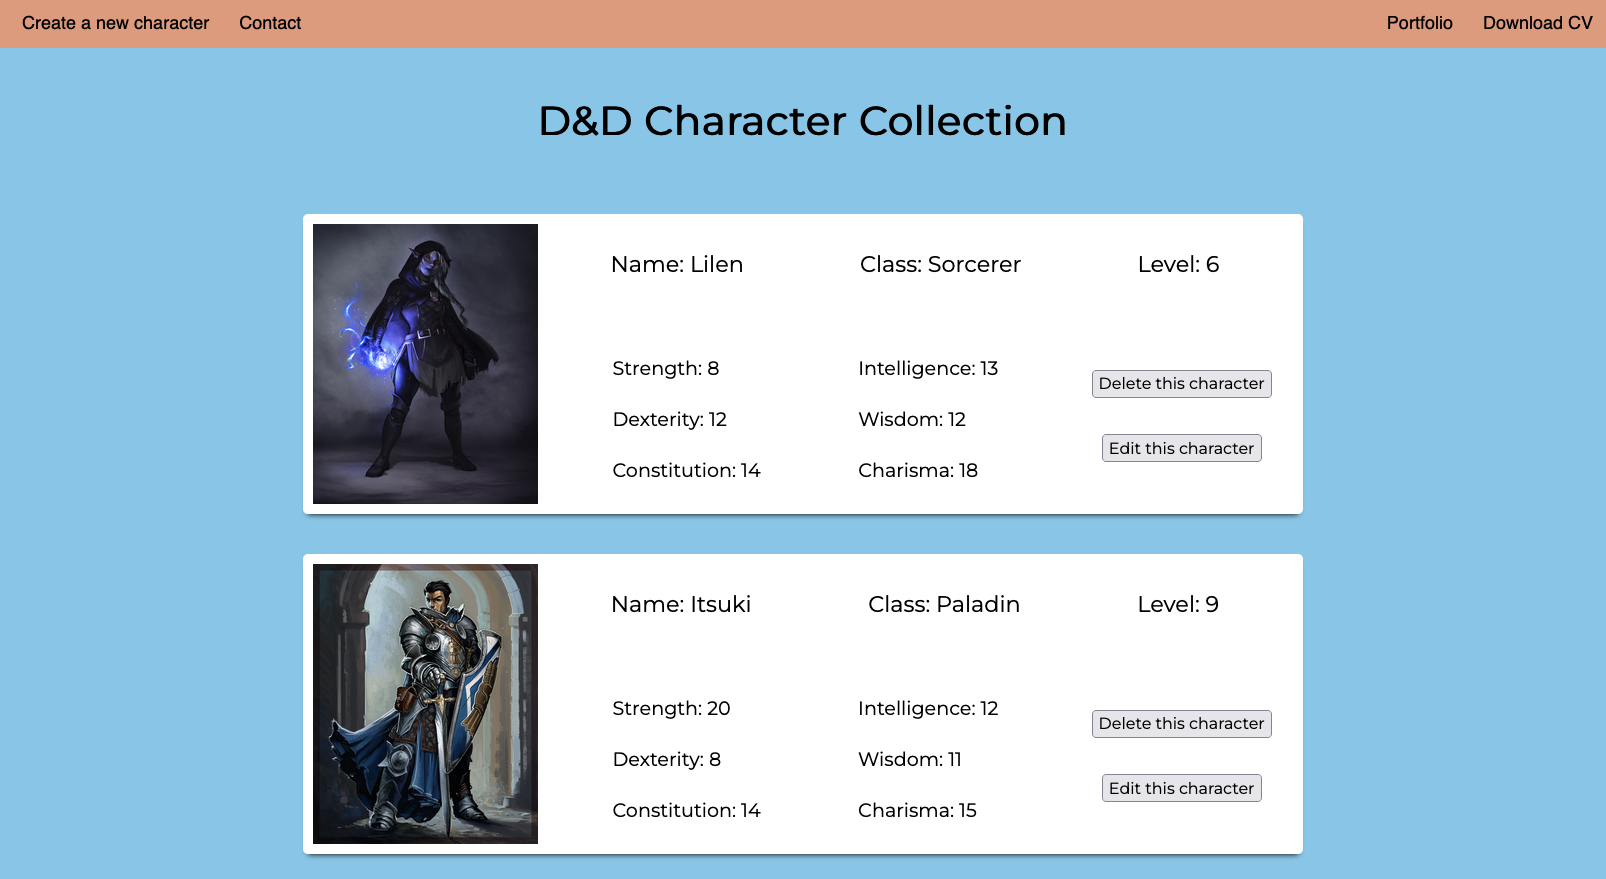 Create a new character Contact Portfolio Download CV
D&D Character Collection
Name: Lilen Class: Sorcerer Level: 6
Strength: 8 Intelligence: 13
Delete this character
Dexterity: 12 Wisdom: 12
Edit this character
Constitution: 14 Charisma: 18
Name: Itsuki Class: Paladin Level: 9
Strength: 20 Intelligence: 12
Delete this character
Dexterity: 8 Wisdom: 11
Edit this character
Constitution: 14 Charisma: 15